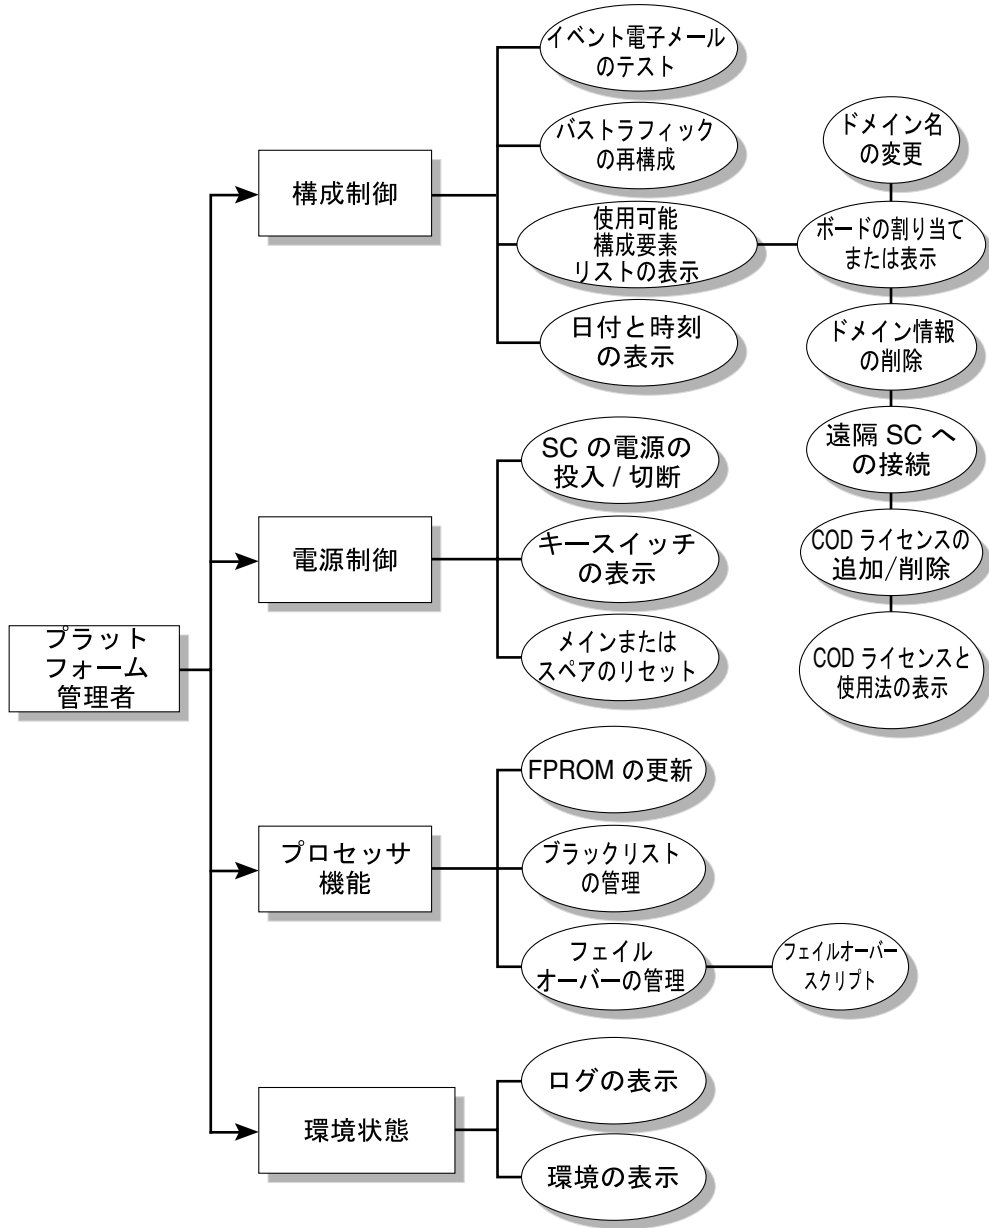 イベント電子メール
のテスト
バストラフィック
の再構成
使用可能
構成要素
リストの表示
日付と時刻
の表示
ドメイン名
の変更
ボードの割り当て
または表示
ドメイン情報
の削除
遠隔 SC へ
の接続
COD ライセンスの
追加/削除
COD ライセンスと
使用法の表示
構成制御
SC の電源の
投入 / 切断
キースイッチ
の表示
メインまたは
スペアのリセット
電源制御
プラット
フォーム
管理者
FPROM の更新
ブラックリスト
の管理
フェイル
オーバーの管理
フェイルオーバー
スクリプト
プロセッサ
機能
ログの表示
環境の表示
環境状態